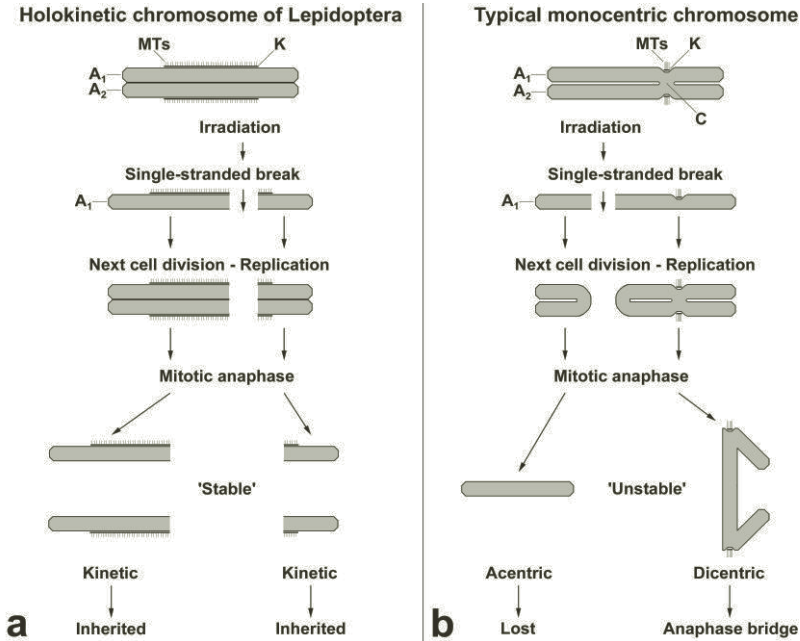 Holokinetic chromosome of Lepidoptera
MTs K
A1
A2
Irradiation
Single-stranded break
A1
Next cell division - Replication
Mitotic anaphase
'Stable'
Kinetic Kinetic
Inherited Inherited
a
Typical monocentric chromosome
MTs K
A1
A2
C
Irradiation
Single-stranded break
A1
Next cell division - Replication
Mitotic anaphase
'Unstable'
Acentric Dicentric
Lost Anaphase bridge
b